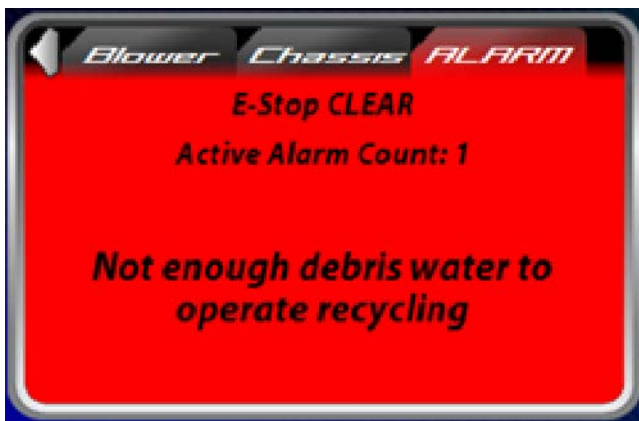 Blower Chassis ALARM
E-Stop CLEAR
Active Alarm Count: 1
Not enough debris water to
operate recycling